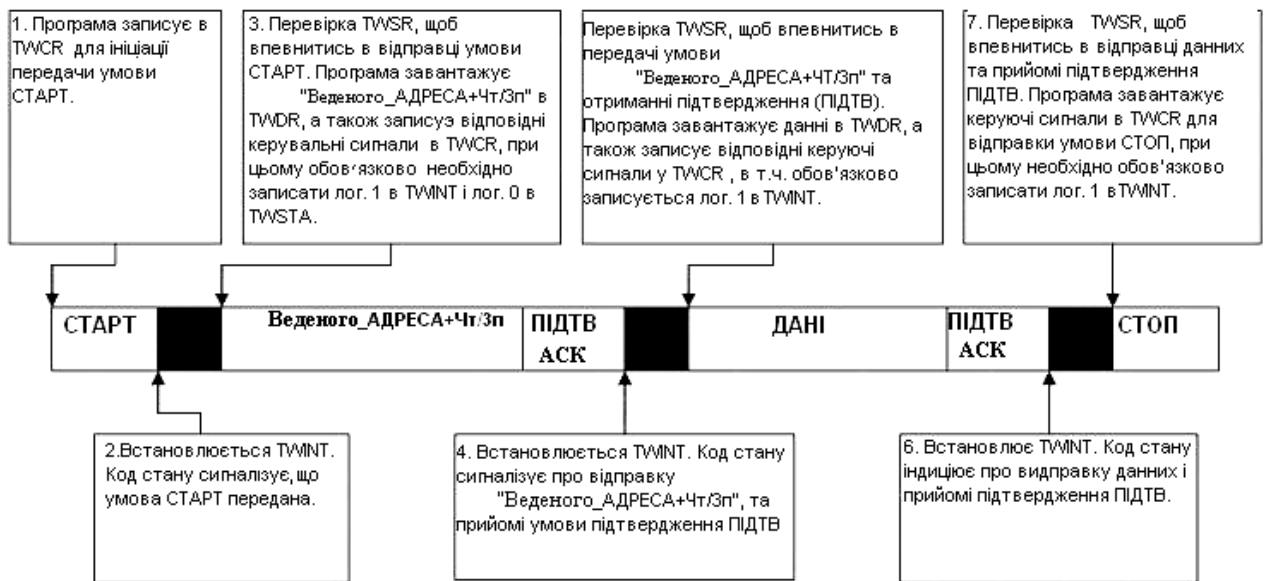 1. Програма записує в
TWCR для ініціації
передачи умови
СТАРТ.
3. Перевірка TWSR, щоб
впевнитись в відправці умови
СТАРТ. Програма завантажує
"Веденого_АДРЕСА+Чт/Зп" в
TWDR, а також записуэ відповідні
керувальні сигнали в TWCR, при
цьому обов'язково необхідно
записати лог. 1 в TWINT і лог. 0 в
TWSTA.
Перевірка TWSR, щоб впевнитись в
передачі умови
"Веденого_АДРЕСА+ЧТ/Зп" та
отриманні підтвердження (ПІДТВ).
Програма завантажує данні в TWDR, а
також записує відповідні керуючі
сигнали у TWCR , в т.ч. обов'язково
записується лог. 1 в TWINT.
7. Перевірка TWSR, щоб
впевнитись в відправці данних
та прийомі підтвердження
ПІДТВ. Програма завантажує
керуючі сигнали в TWCR для
відправки умови СТОП, при
цьому необхідно обов'язково
записати лог. 1 в TWINT.
СТАРТ
Веденого_АДРЕСА+Чт/Зп
ПІДТВ
АСК
ДАНІ
ПІДТВ
АСК
СТОП
2.Встановлюється TWINT.
Код стану сигналізує, що
умова СТАРТ передана.
4. Встановлюється TWINT. Код стану
сигналізує про відправку
"Веденого_АДРЕСА+Чт/Зп", та
прийомі умови підтвердження ПІДТВ
6. Встановлює TWINT. Код стану
індиціює про видправку данних і
прийомі підтвердження ПІДТВ.